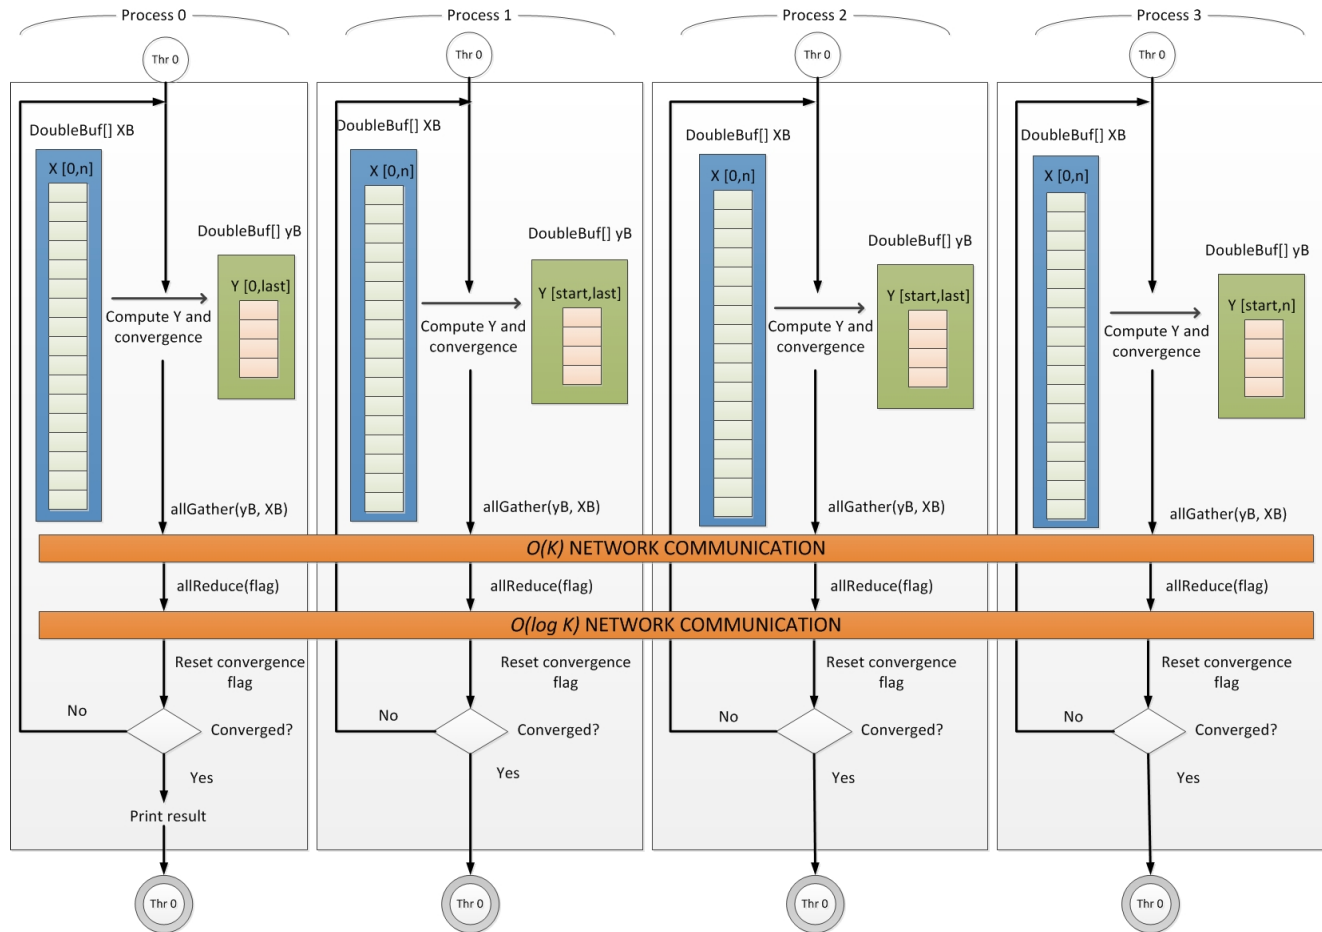 Process 0
Process 1
Process 2
Process 3
Thr 0
Thr 0
Thr 0
Thr 0
DoubleBuf[] XB
X [0,n]
DoubleBuf[] yB
Y [0,last]
Compute Y and
convergence
allGather(yB, XB)
DoubleBuf[] XB
X [0,n]
DoubleBuf[] yB
Y [start,last]
Compute Y and
convergence
allGather(yB, XB)
DoubleBuf[] XB
X [0,n]
DoubleBuf[] yB
Y [start,last]
Compute Y and
convergence
allGather(yB, XB)
DoubleBuf[] XB
X [0,n]
DoubleBuf[] yB
Y [start,n]
Compute Y and
convergence
allGather(yB, XB)
O(K) NETWORK COMMUNICATION
allReduce(flag)
allReduce(flag)
allReduce(flag)
allReduce(flag)
O(log K) NETWORK COMMUNICATION
Reset convergence
flag
No
Converged?
Yes
Print result
Thr 0
Reset convergence
flag
No
Converged?
Yes
Thr 0
Reset convergence
flag
No
Converged?
Yes
Thr 0
Reset convergence
flag
No
Converged?
Yes
Thr 0